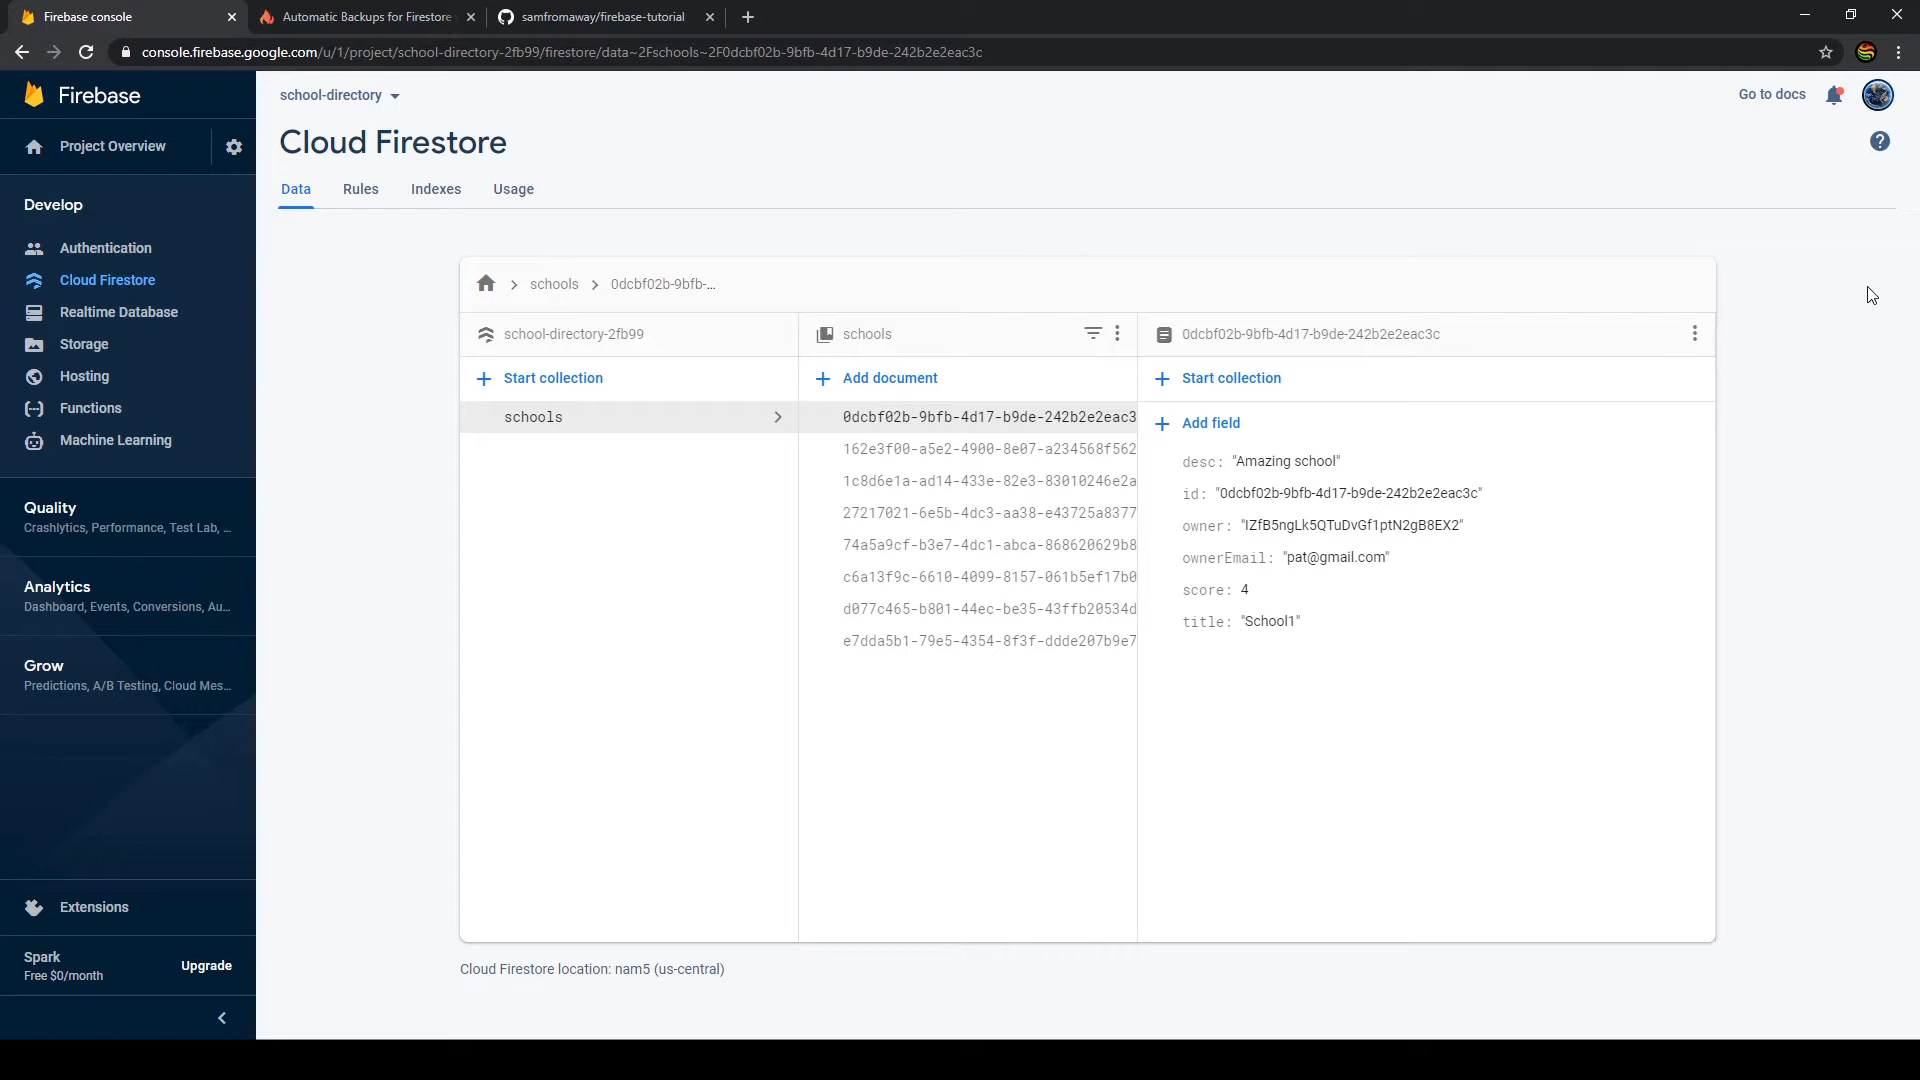 Firebase console
Automatic Backups for Firestore
samfromaway/firebase-tutorial
console.firebase.google.com/u/1/project/school-directory-2fb99/firestore/data~2Fschools~2F0dcbf02b-9bfb-4d17-b9de-242b2e2eac3c
Firebase
school-directory
Go to docs
Cloud Firestore
Project Overview
Data
Rules
Indexes
Usage
Develop
Authentication
Cloud Firestore
Realtime Database
Storage
Hosting
Functions
Machine Learning
Quality
Crashlytics, Performance, Test Lab, ...
Analytics
Dashboard, Events, Conversions, Au...
Grow
Predictions, A/B Testing, Cloud Mes...
Extensions
Spark
Free $0/month
Upgrade
schools
0dcbf02b-9bfb-...
school-directory-2fb99
Start collection
schools
schools
Add document
0dcbf02b-9bfb-4d17-b9de-242b2e2eac3
162e3f00-a5e2-4900-8e07-a234568f562
1c8d6e1a-ad14-433e-82e3-83010246e2a
27217021-6e5b-4dc3-aa38-e43725a8377
74a5a9cf-b3e7-4dc1-abca-868620629b8
c6a13f9c-6610-4099-8157-061b5ef17b0
d077c465-b801-44ec-be35-43ffb20534d
e7dda5b1-79e5-4354-8f3f-ddde207b9e7
0dcbf02b-9bfb-4d17-b9de-242b2e2eac3c
Start collection
Add field
desc: "Amazing school"
id: "0dcbf02b-9bfb-4d17-b9de-242b2e2eac3c"
owner: "IZfB5ngLk5QTuDvGf1ptN2gB8EX2"
ownerEmail: "pat@gmail.com"
score: 4
title: "School1"
Cloud Firestore location: nam5 (us-central)